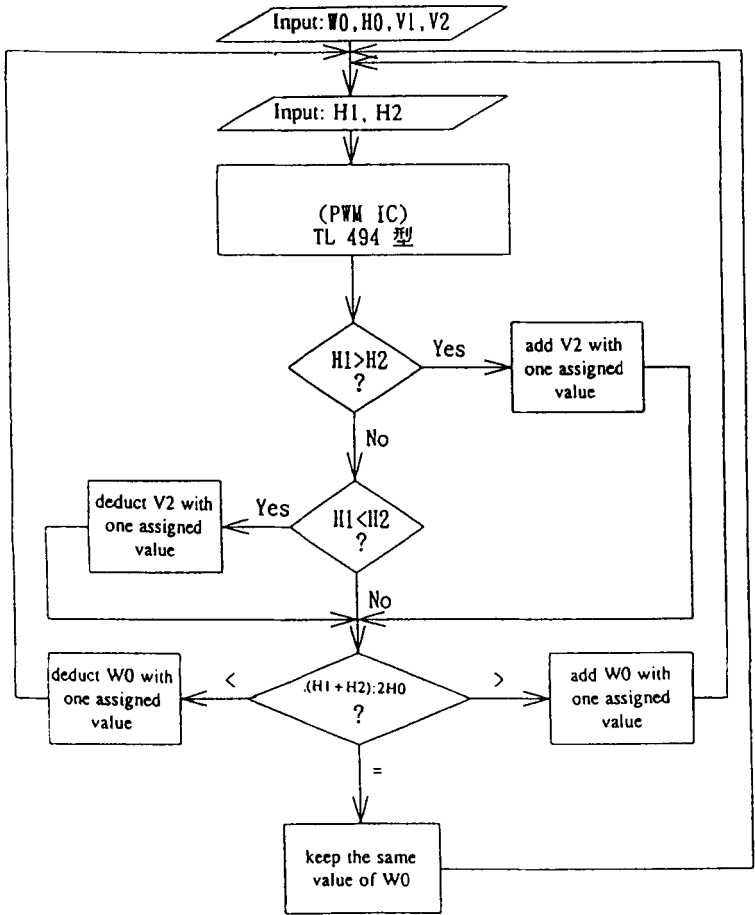 Input: W0,H0,V1,V2
Input: H1, H2
(PWM IC)
TL 494 型
H1>H2
?
Yes
add V2 with
one assigned
value
No
deduct V2 with
one assigned
value
Yes
H1<H2
?
No
deduct W0 with
one assigned
value
<
.(H1+H2):2H0
?
>
add W0 with
one assigned
value
=
keep the same
value of W0